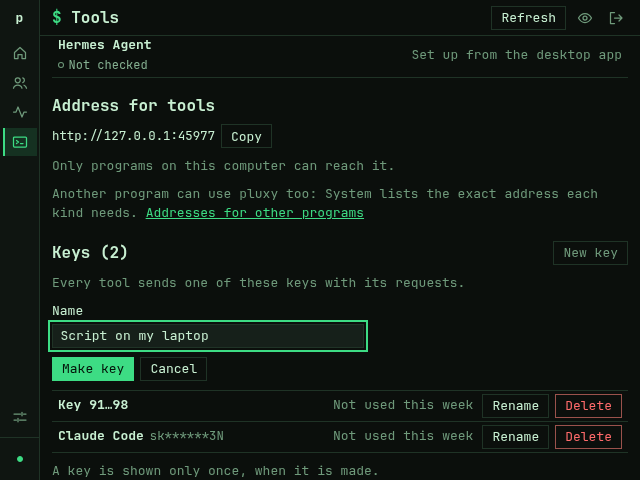 p
$ Tools
Refresh
Hermes Agent
Not checked
Set up from the desktop app
Address for tools
http://127.0.0.1:45977
Copy
Only programs on this computer can reach it.
Another program can use pluxy too: System lists the exact address each
kind needs. Addresses for other programs
Keys (2)
New key
Every tool sends one of these keys with its requests.
Name
Script on my laptop
Make key
Cancel
Key 91…98
Not used this week
Rename
Delete
Claude Code sk******3N
Not used this week
Rename
Delete
A key is shown only once, when it is made.